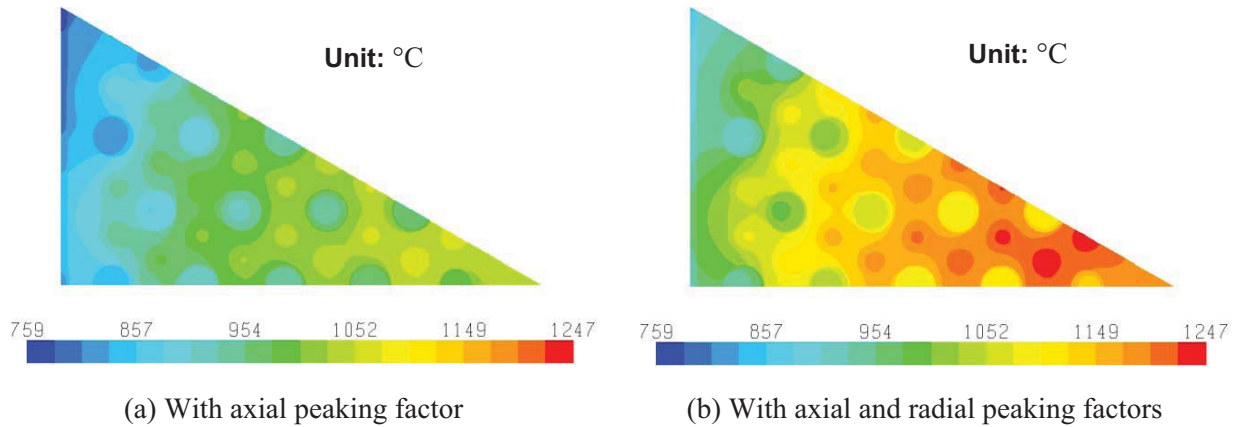 Unit: °C
Unit: °C
759 857 954 1052 1149 1247
759 857 954 1052 1149 1247
(a) With axial peaking factor
(b) With axial and radial peaking factors